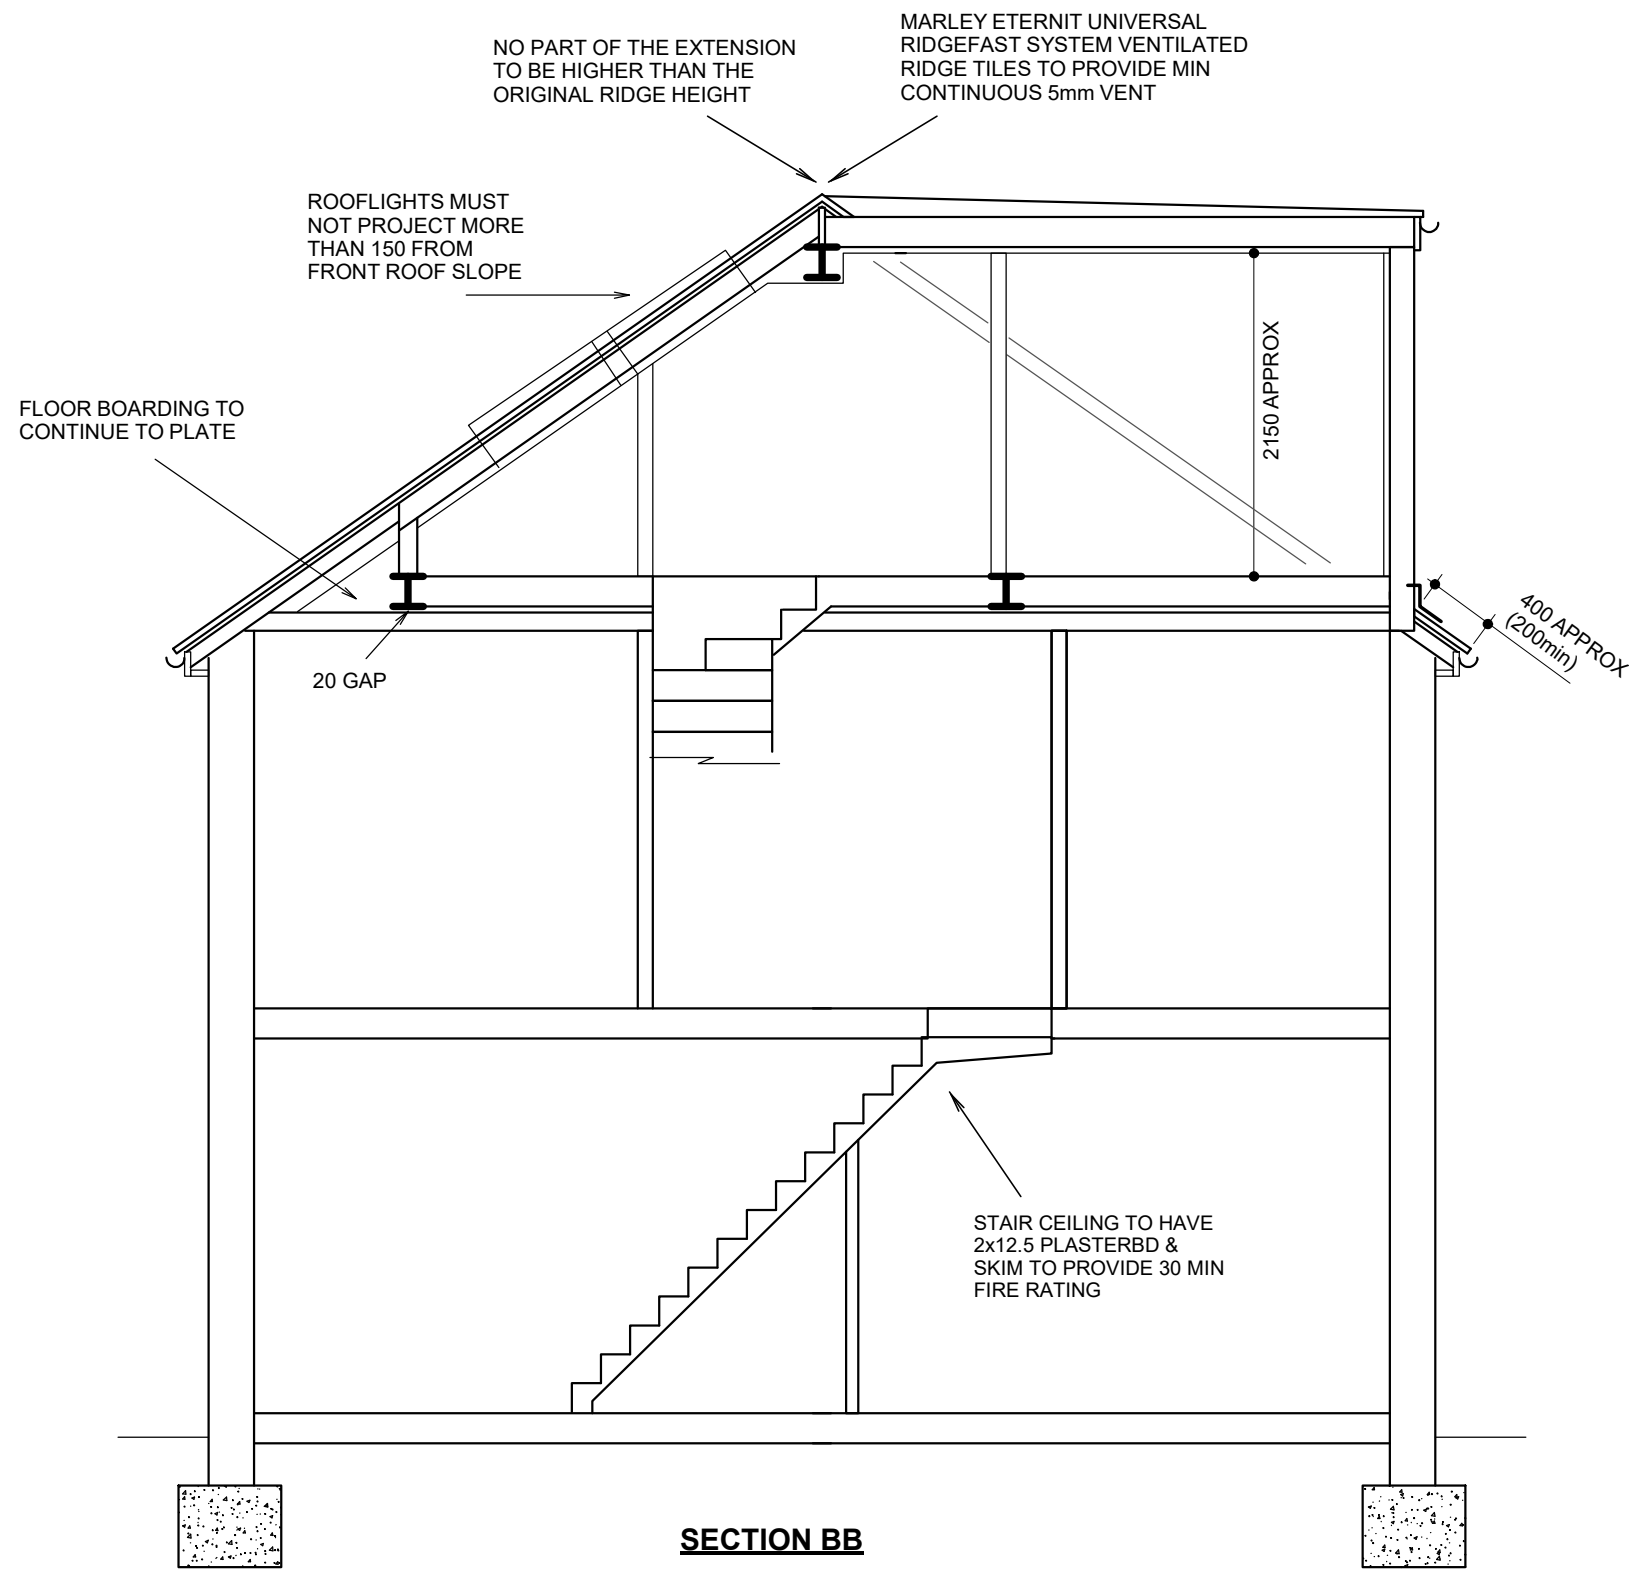 NO PART OF THE EXTENSION
TO BE HIGHER THAN THE
ORIGINAL RIDGE HEIGHT
MARLEY ETERNIT UNIVERSAL
RIDGEFAST SYSTEM VENTILATED
RIDGE TILES TO PROVIDE MIN
CONTINUOUS 5mm VENT
ROOFLIGHTS MUST
NOT PROJECT MORE
THAN 150 FROM
FRONT ROOF SLOPE
FLOOR BOARDING TO
CONTINUE TO PLATE
2150 APPROX
400 APPROX
(200min)
20 GAP
STAIR CEILING TO HAVE
2x12.5 PLASTERBD &
SKIM TO PROVIDE 30 MIN
FIRE RATING
SECTION BB